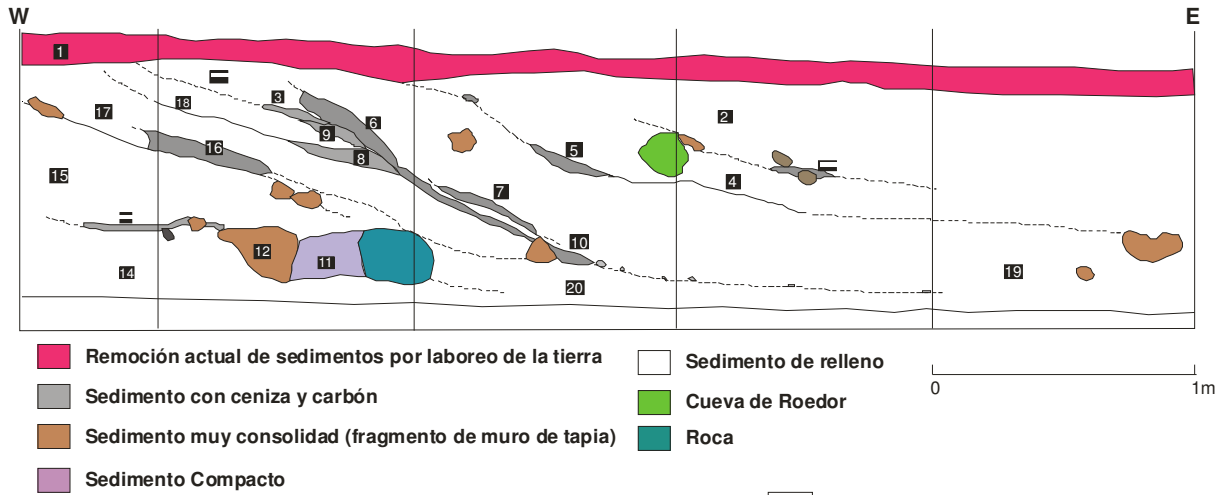 W E
1
2
3
18
17
6
9
5
16
8
4
15
7
12
11
10
14
19
20
Remoción actual de sedimentos por laboreo de la tierra
Sedimento con ceniza y carbón
Sedimento muy consolidad (fragmento de muro de tapia)
Sedimento Compacto
Sedimento de relleno
Cueva de Roedor
Roca
0 1m